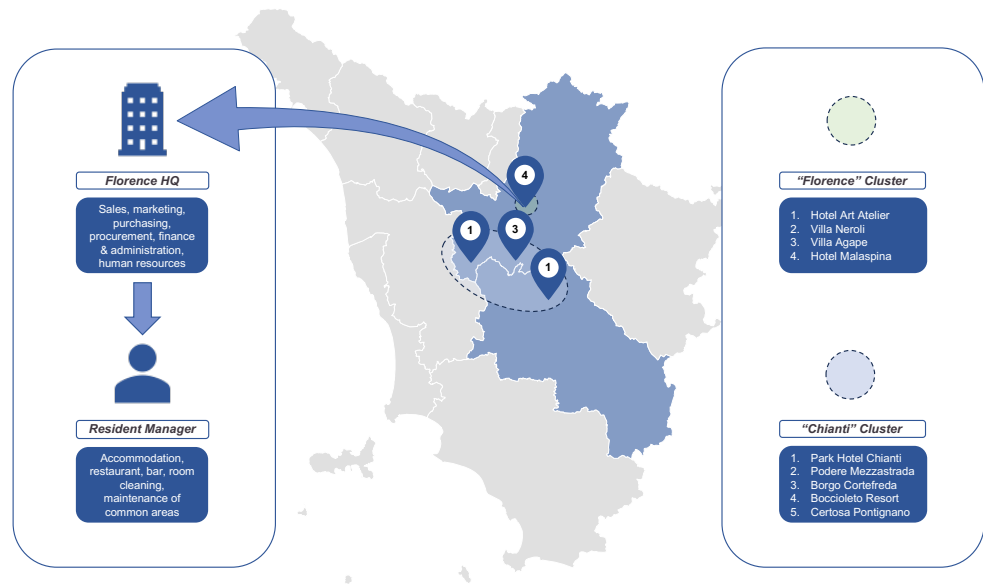 Florence HQ
Sales, marketing,
purchasing,
procurement, finance
& administration,
human resources
Resident Manager
Accommodation,
restaurant, bar, room
cleaning,
maintenance of
common areas
4
1
3
1
“Florence” Cluster
1. Hotel Art Atelier
2. Villa Neroli
3. Villa Agape
4. Hotel Malaspina
“Chianti” Cluster
1. Park Hotel Chianti
2. Podere Mezzastrada
3. Borgo Cortefreda
4. Boccioleto Resort
5. Certosa Pontignano